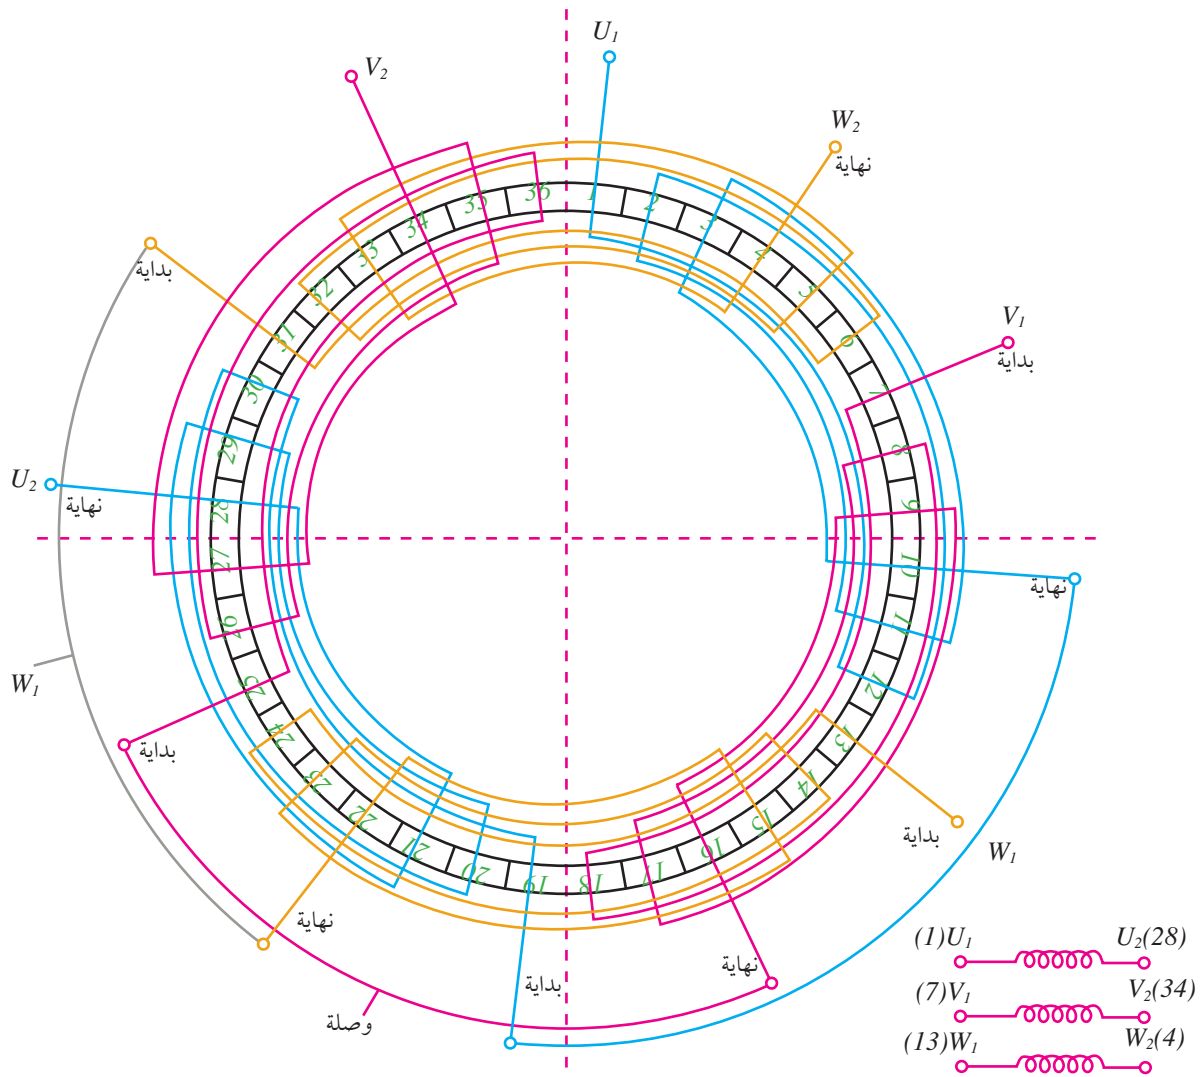 U₁
V₂
W₂
نهاية
بداية
V₁
بداية
U₂
نهاية
نهاية
W₁
بداية
بداية
W₁
نهاية
نهاية
بداية
وصلة
1
2
3
4
5
6
7
8
9
10
11
12
13
14
15
16
17
18
19
20
21
22
23
24
25
26
27
28
29
30
31
32
33
34
35
36
(1)U₁ U₂(28)
(7)V₁ V₂(34)
(13)W₁ W₂(4)